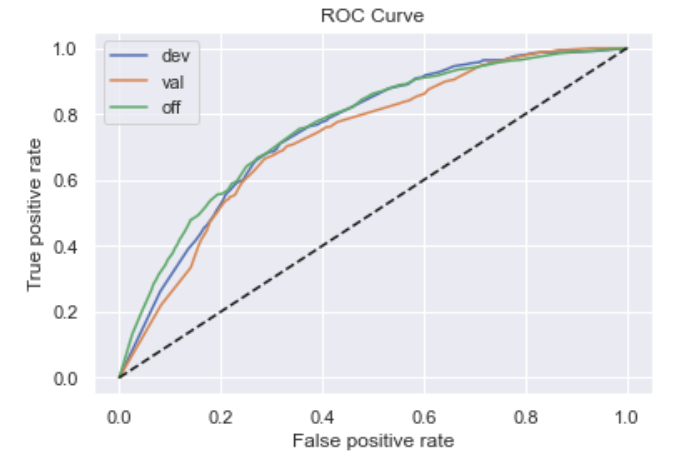 ROC Curve
dev
val
off
True positive rate
1.0
0.8
0.6
0.4
0.2
0.0
0.0 0.2 0.4 0.6 0.8 1.0
False positive rate